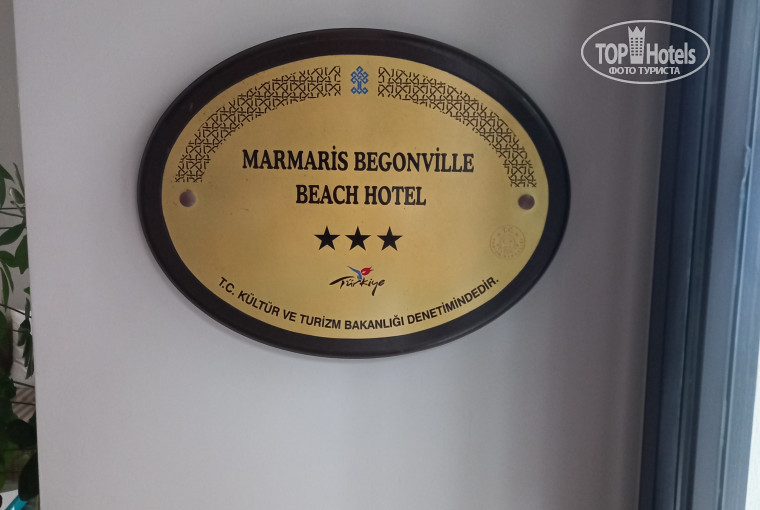 TOP Hotels
ФОТО ТУРИСТА
MARMARİS BEGONVİLLE
BEACH HOTEL
Türkiye
T.C. KÜLTÜR VE TURİZM BAKANLIĞI DENETİMİNDEDİR.